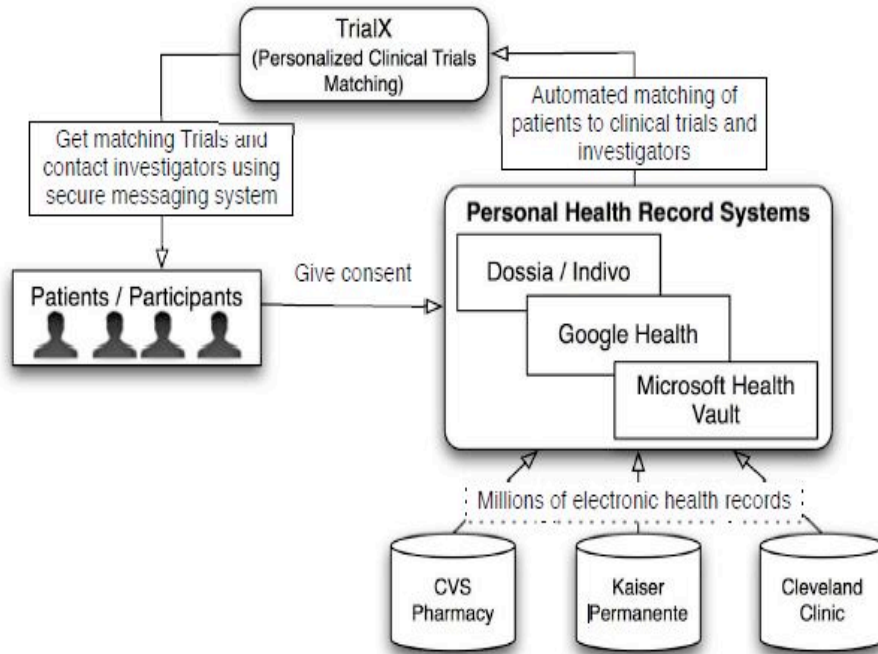 TrialX
(Personalized Clinical Trials
Matching)
Get matching Trials and
contact investigators using
secure messaging system
Automated matching of
patients to clinical trials and
investigators
Patients / Participants
Give consent
Personal Health Record Systems
Dossia / Indivo
Google Health
Microsoft Health
Vault
Millions of electronic health records
CVS
Pharmacy
Kaiser
Permanente
Cleveland
Clinic